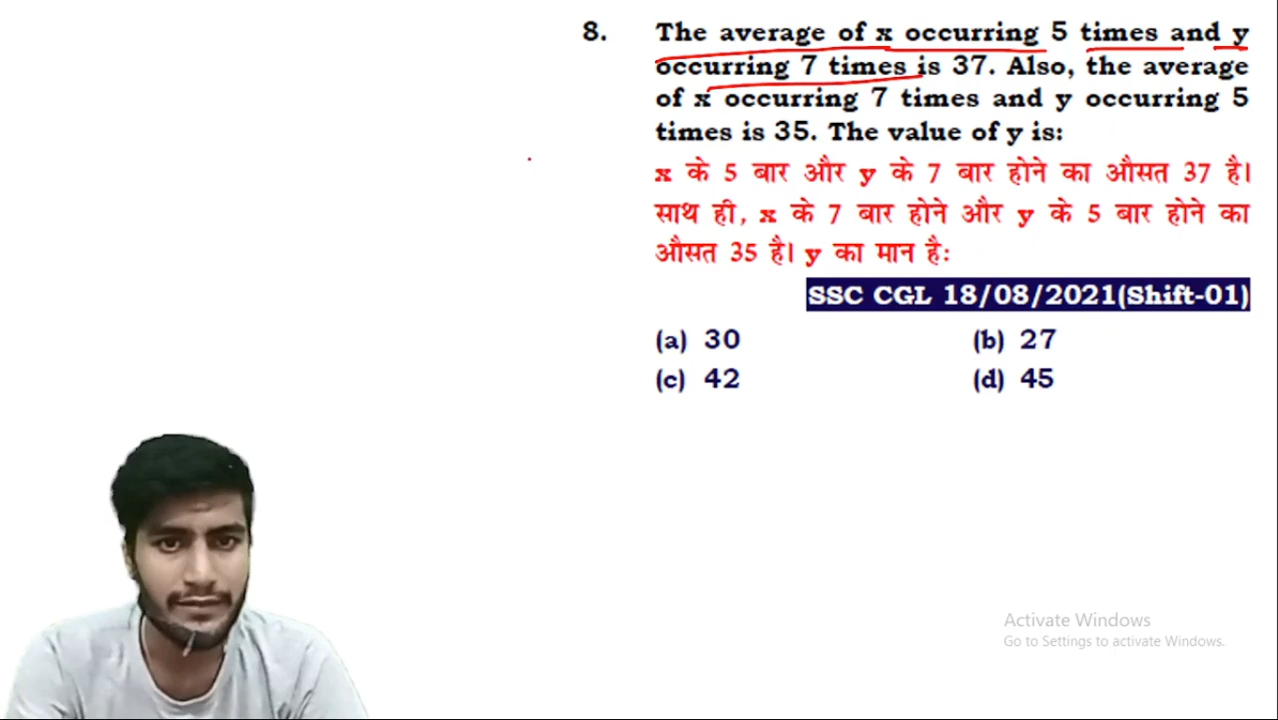 8. The average of x occurring 5 times and y
occurring 7 times is 37. Also, the average
of x occurring 7 times and y occurring 5
times is 35. The value of y is:
x के 5 बार और y के 7 बार होने का औसत 37 है।
साथ ही, x के 7 बार होने और y के 5 बार होने का
औसत 35 है। y का मान है:
SSC CGL 18/08/2021(Shift-01)
(a) 30 (b) 27
(c) 42 (d) 45
Activate Windows
Go to Settings to activate Windows.